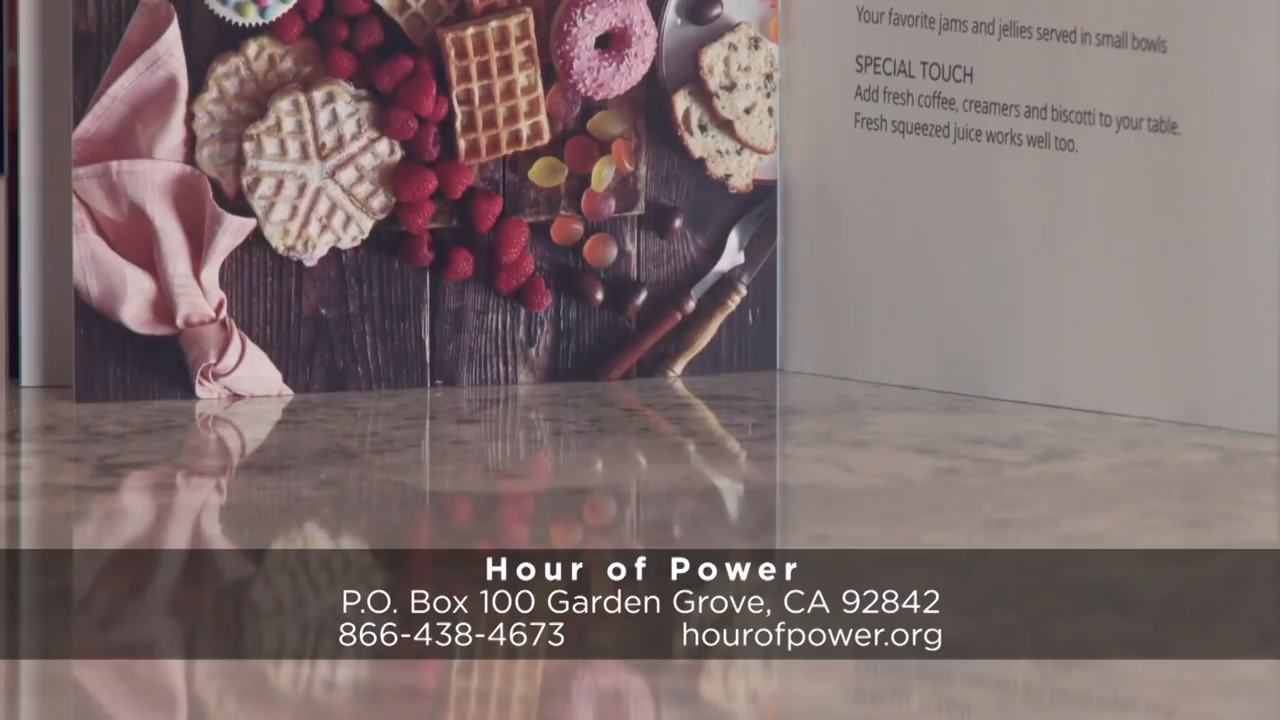 Your favorite jams and jellies served in small bowls
SPECIAL TOUCH
Add fresh coffee, creamers and biscotti to your table.
Fresh squeezed juice works well too.
Hour of Power
P.O. Box 100 Garden Grove, CA 92842
866-438-4673 hourofpower.org